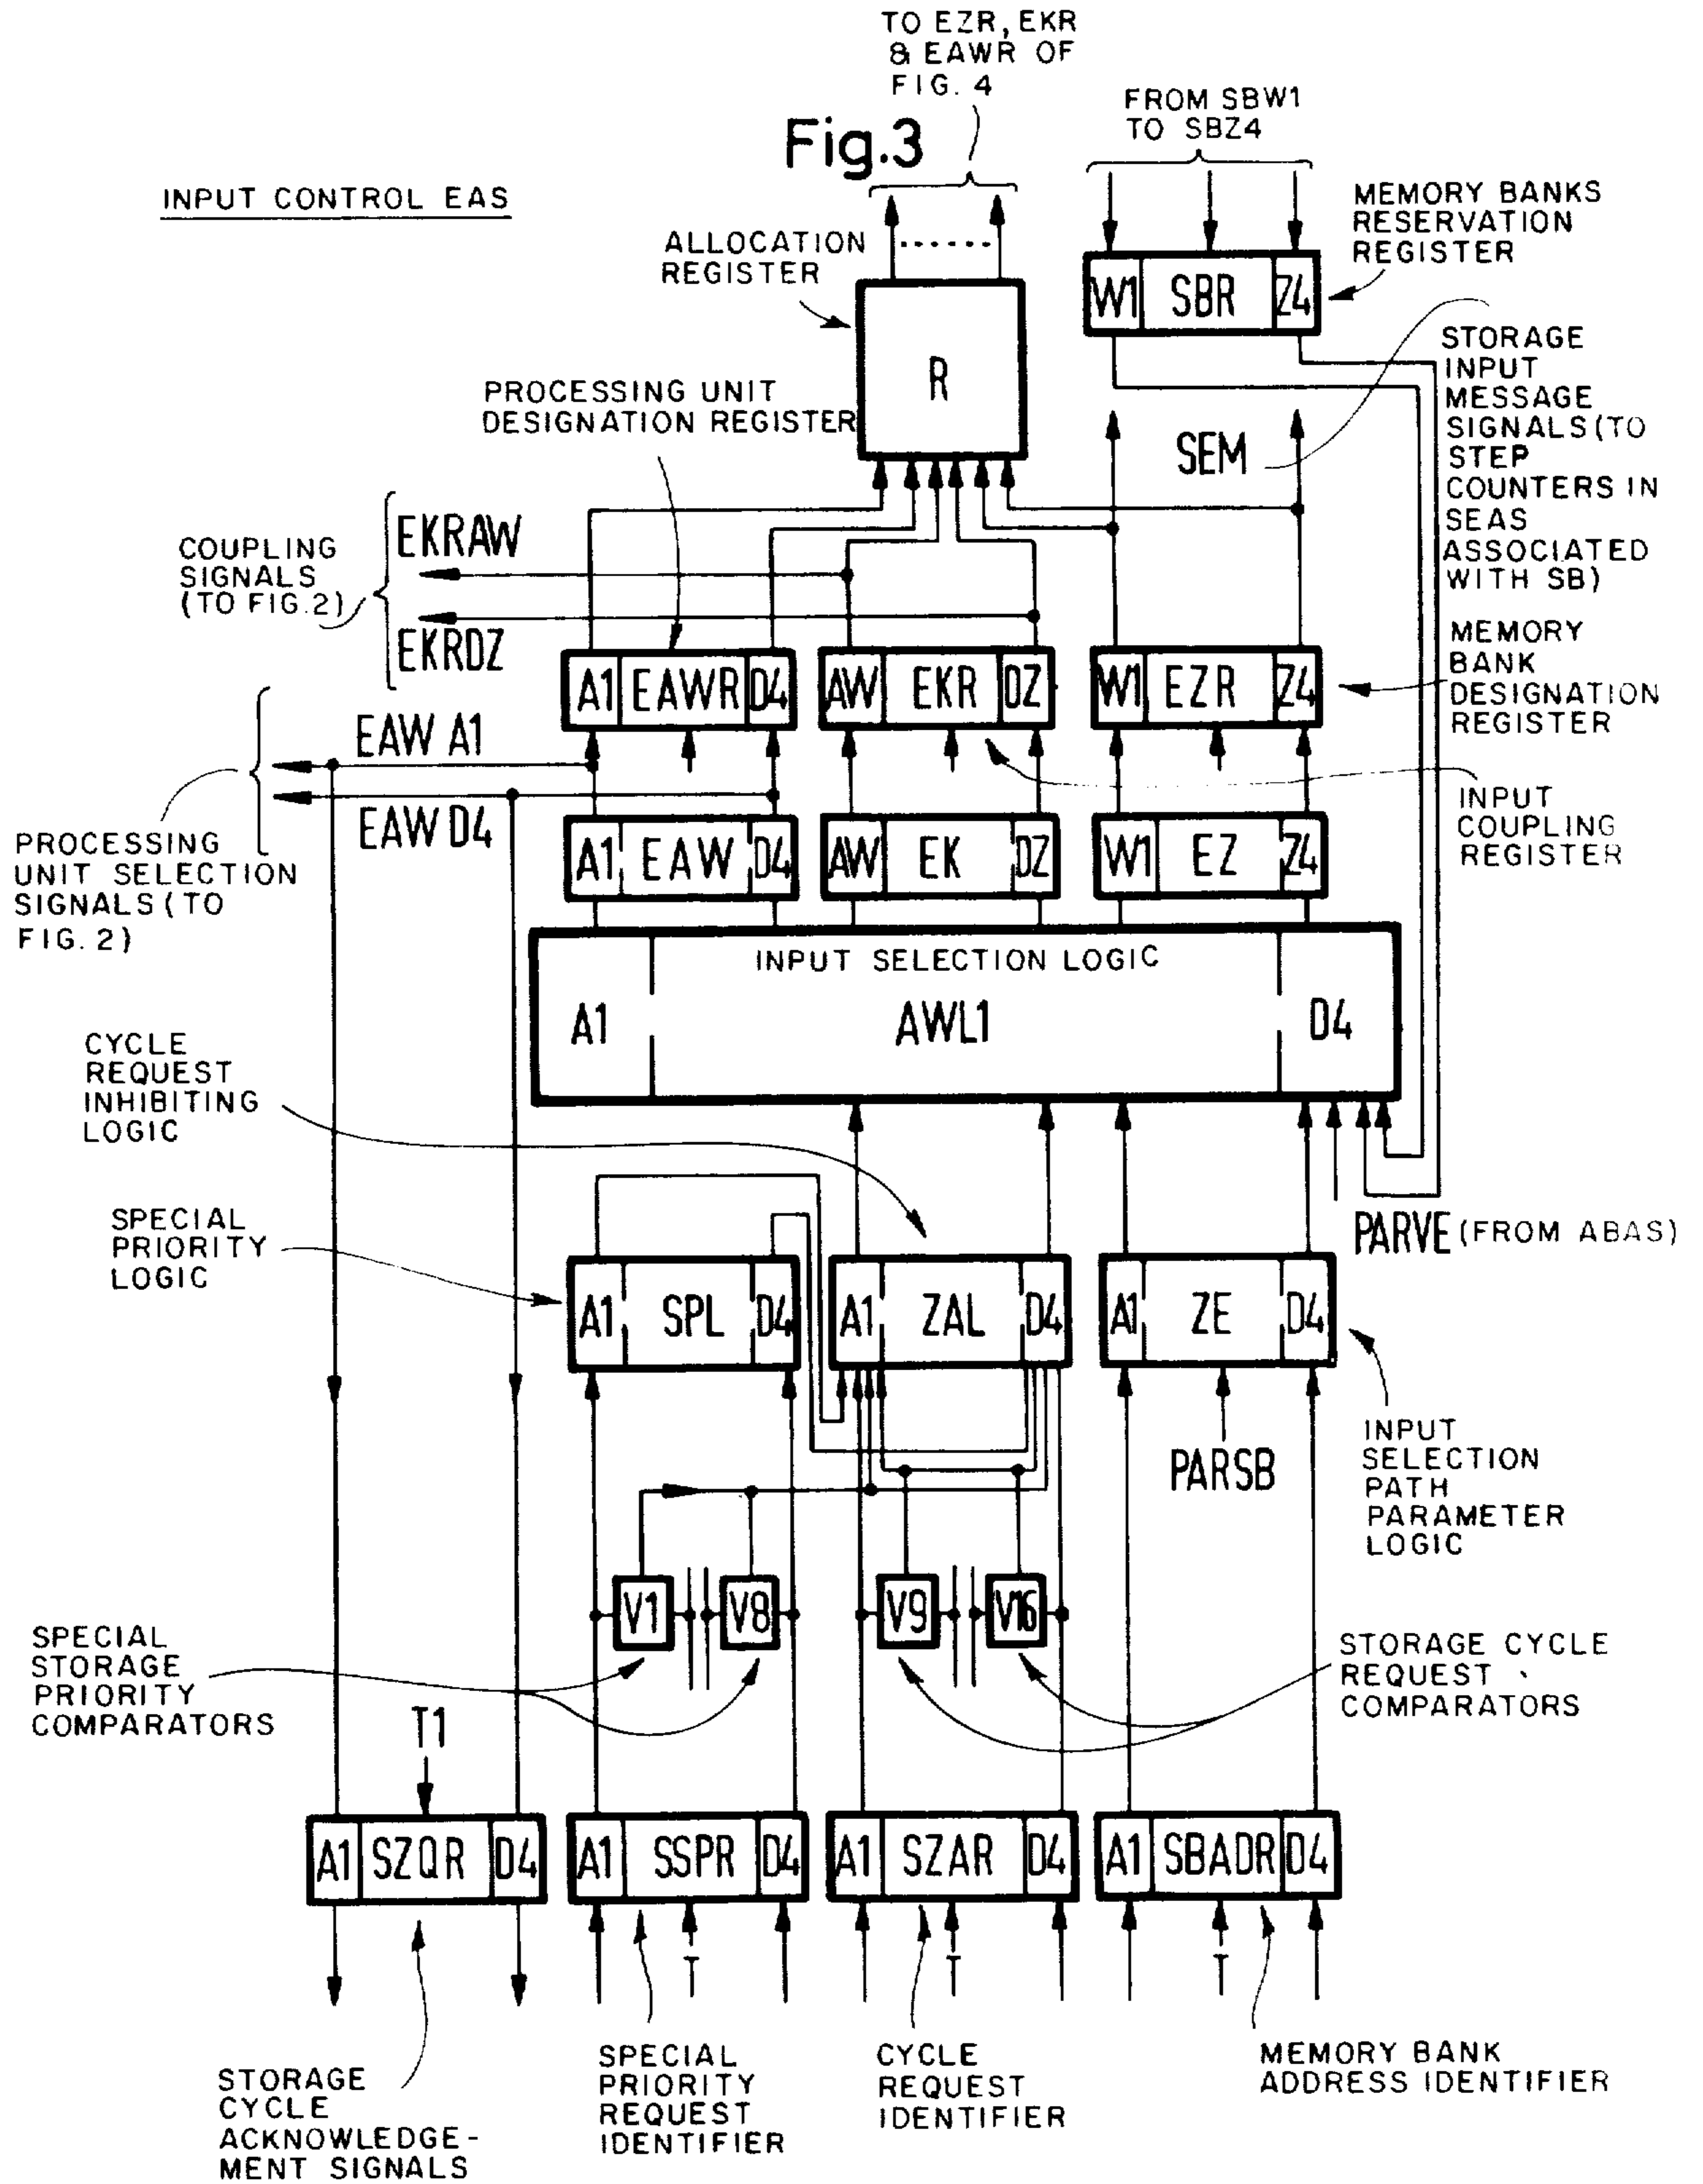 TO EZR, EKR
& EAWR OF
FIG. 4
FROM SBW1
TO SBZ4
Fig.3
INPUT CONTROL EAS
MEMORY BANKS
RESERVATION
REGISTER
ALLOCATION
REGISTER
W1 SBR Z4
R
STORAGE
INPUT
MESSAGE
SIGNALS (TO
STEP
COUNTERS IN
SEAS
ASSOCIATED
WITH SB)
PROCESSING UNIT
DESIGNATION REGISTER
SEM
COUPLING
SIGNALS
(TO FIG.2)
EKRAW
EKRDZ
A1 EAWR D4
AW EKR DZ
W1 EZR Z4
MEMORY
BANK
DESIGNATION
REGISTER
EAW A1
EAW D4
PROCESSING
UNIT SELECTION
SIGNALS (TO
FIG. 2)
A1 EAW D4
AW EK DZ
W1 EZ Z4
INPUT
COUPLING
REGISTER
INPUT SELECTION LOGIC
A1 AWL1 D4
CYCLE
REQUEST
INHIBITING
LOGIC
SPECIAL
PRIORITY
LOGIC
PARVE (FROM ABAS)
A1 SPL D4
A1 ZAL D4
A1 ZE D4
PARSB
INPUT
SELECTION
PATH
PARAMETER
LOGIC
V1 V8 V9 V16
SPECIAL
STORAGE
PRIORITY
COMPARATORS
STORAGE CYCLE
REQUEST
COMPARATORS
T1
A1 SZQR D4
A1 SSPR D4
A1 SZAR D4
A1 SBADR D4
T T T
STORAGE
CYCLE
ACKNOWLEDGE-
MENT SIGNALS
SPECIAL
PRIORITY
REQUEST
IDENTIFIER
CYCLE
REQUEST
IDENTIFIER
MEMORY BANK
ADDRESS IDENTIFIER